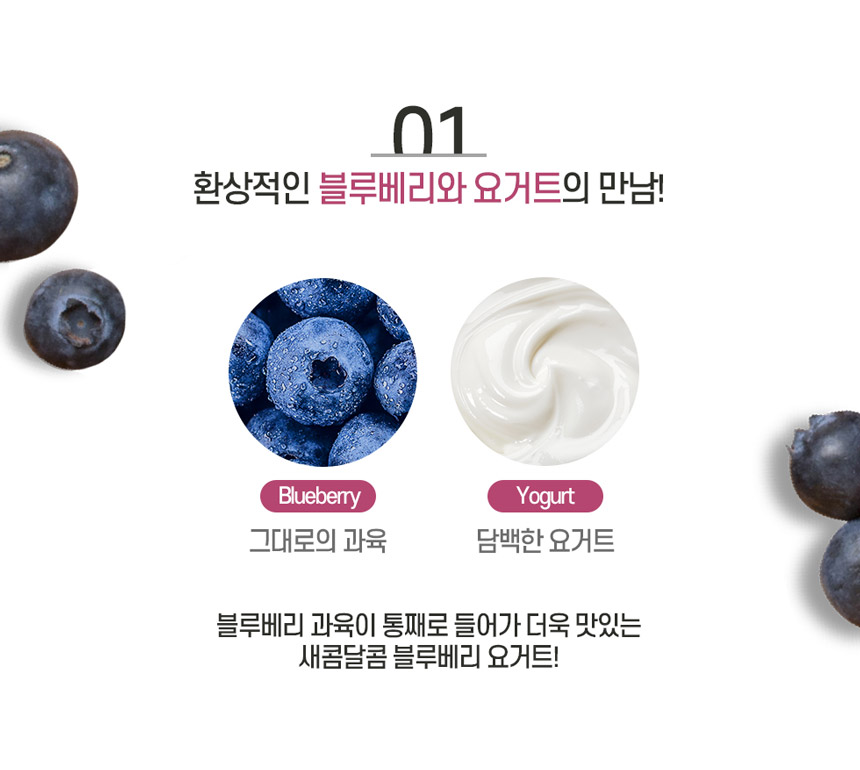 01
환상적인 블루베리와 요거트의 만남!
Blueberry
Yogurt
그대로의 과육
담백한 요거트
블루베리 과육이 통째로 들어가 더욱 맛있는
새콤달콤 블루베리 요거트!